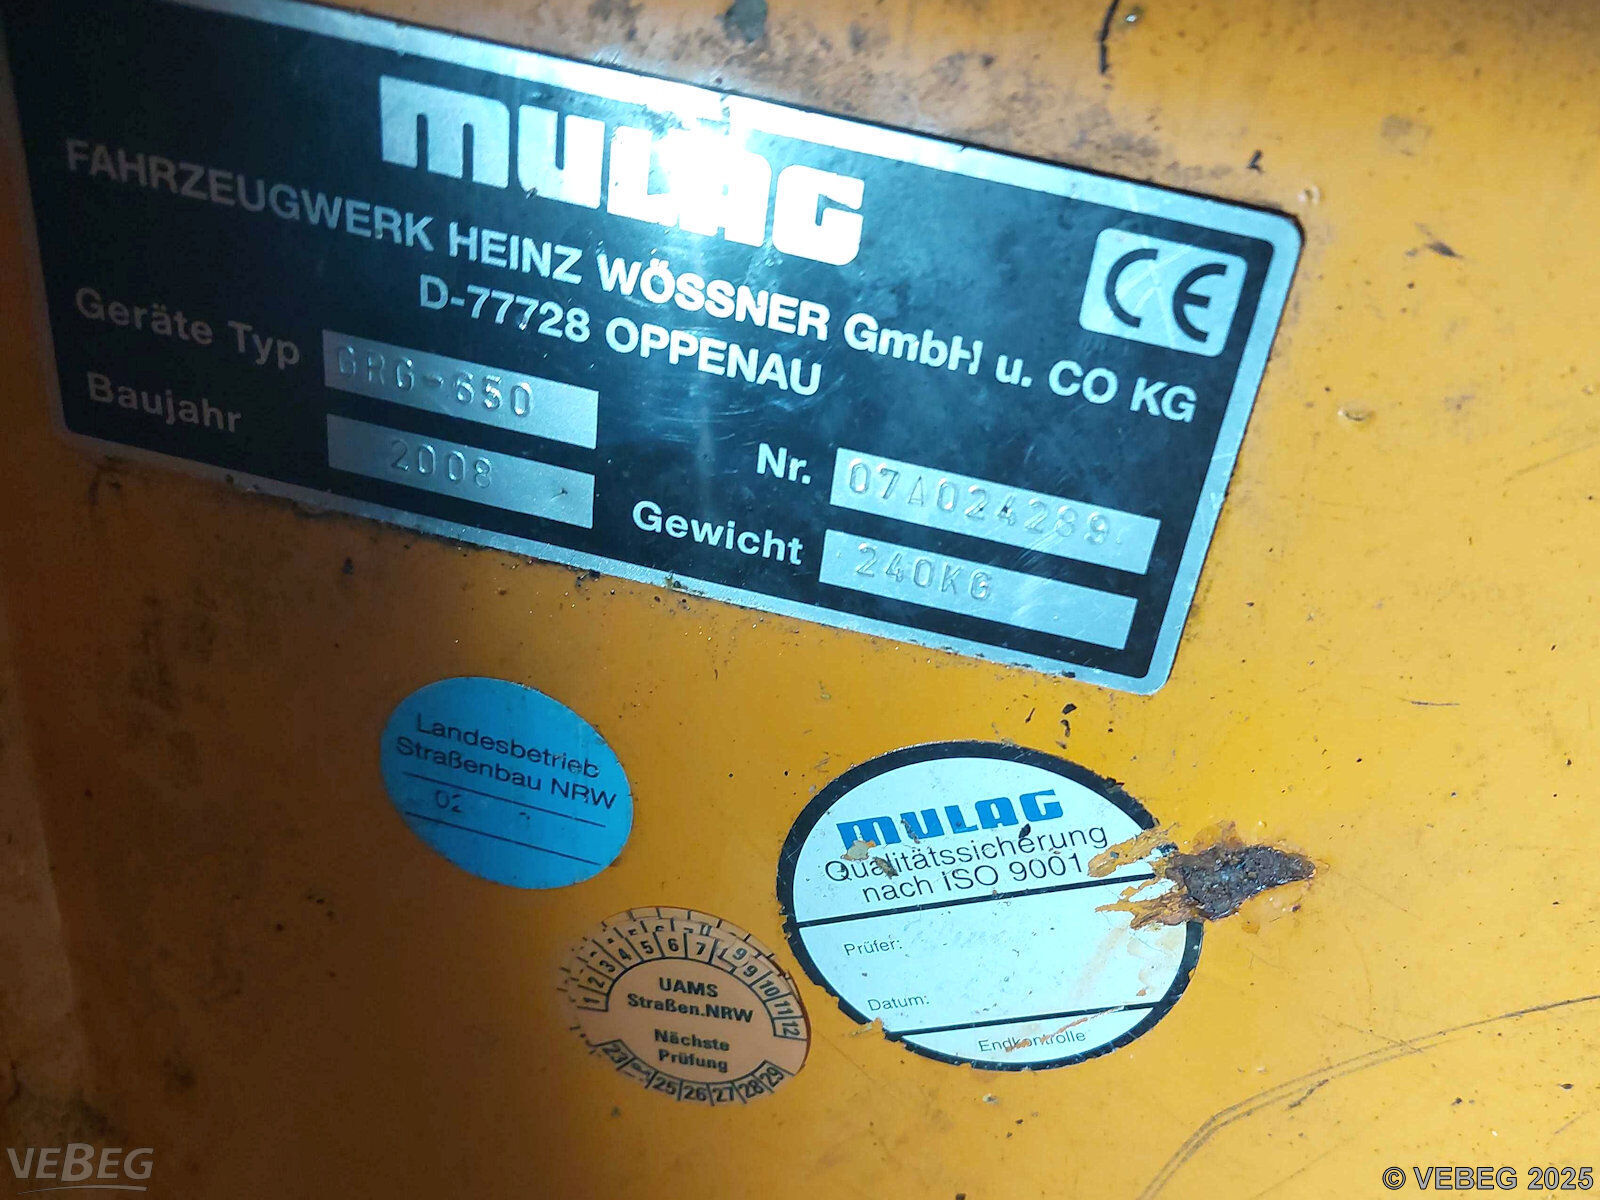 MULAG
FAHRZEUGWERK HEINZ WÖSSNER GmbH u. CO KG
D-77728 OPPENAU
CE
Geräte Typ GRG-650
Baujahr 2008
Nr. 07A024289
Gewicht 240KG
Landesbetrieb
Straßenbau NRW
02
MULAG
Qualitätssicherung
nach ISO 9001
Prüfer:
Datum:
Endkontrolle
1 2 3 4 5 6 7 9 9 10 11 12
UAMS
Straßen.NRW
Nächste
Prüfung
23 25 26 27 28 29
VEBEG
© VEBEG 2025